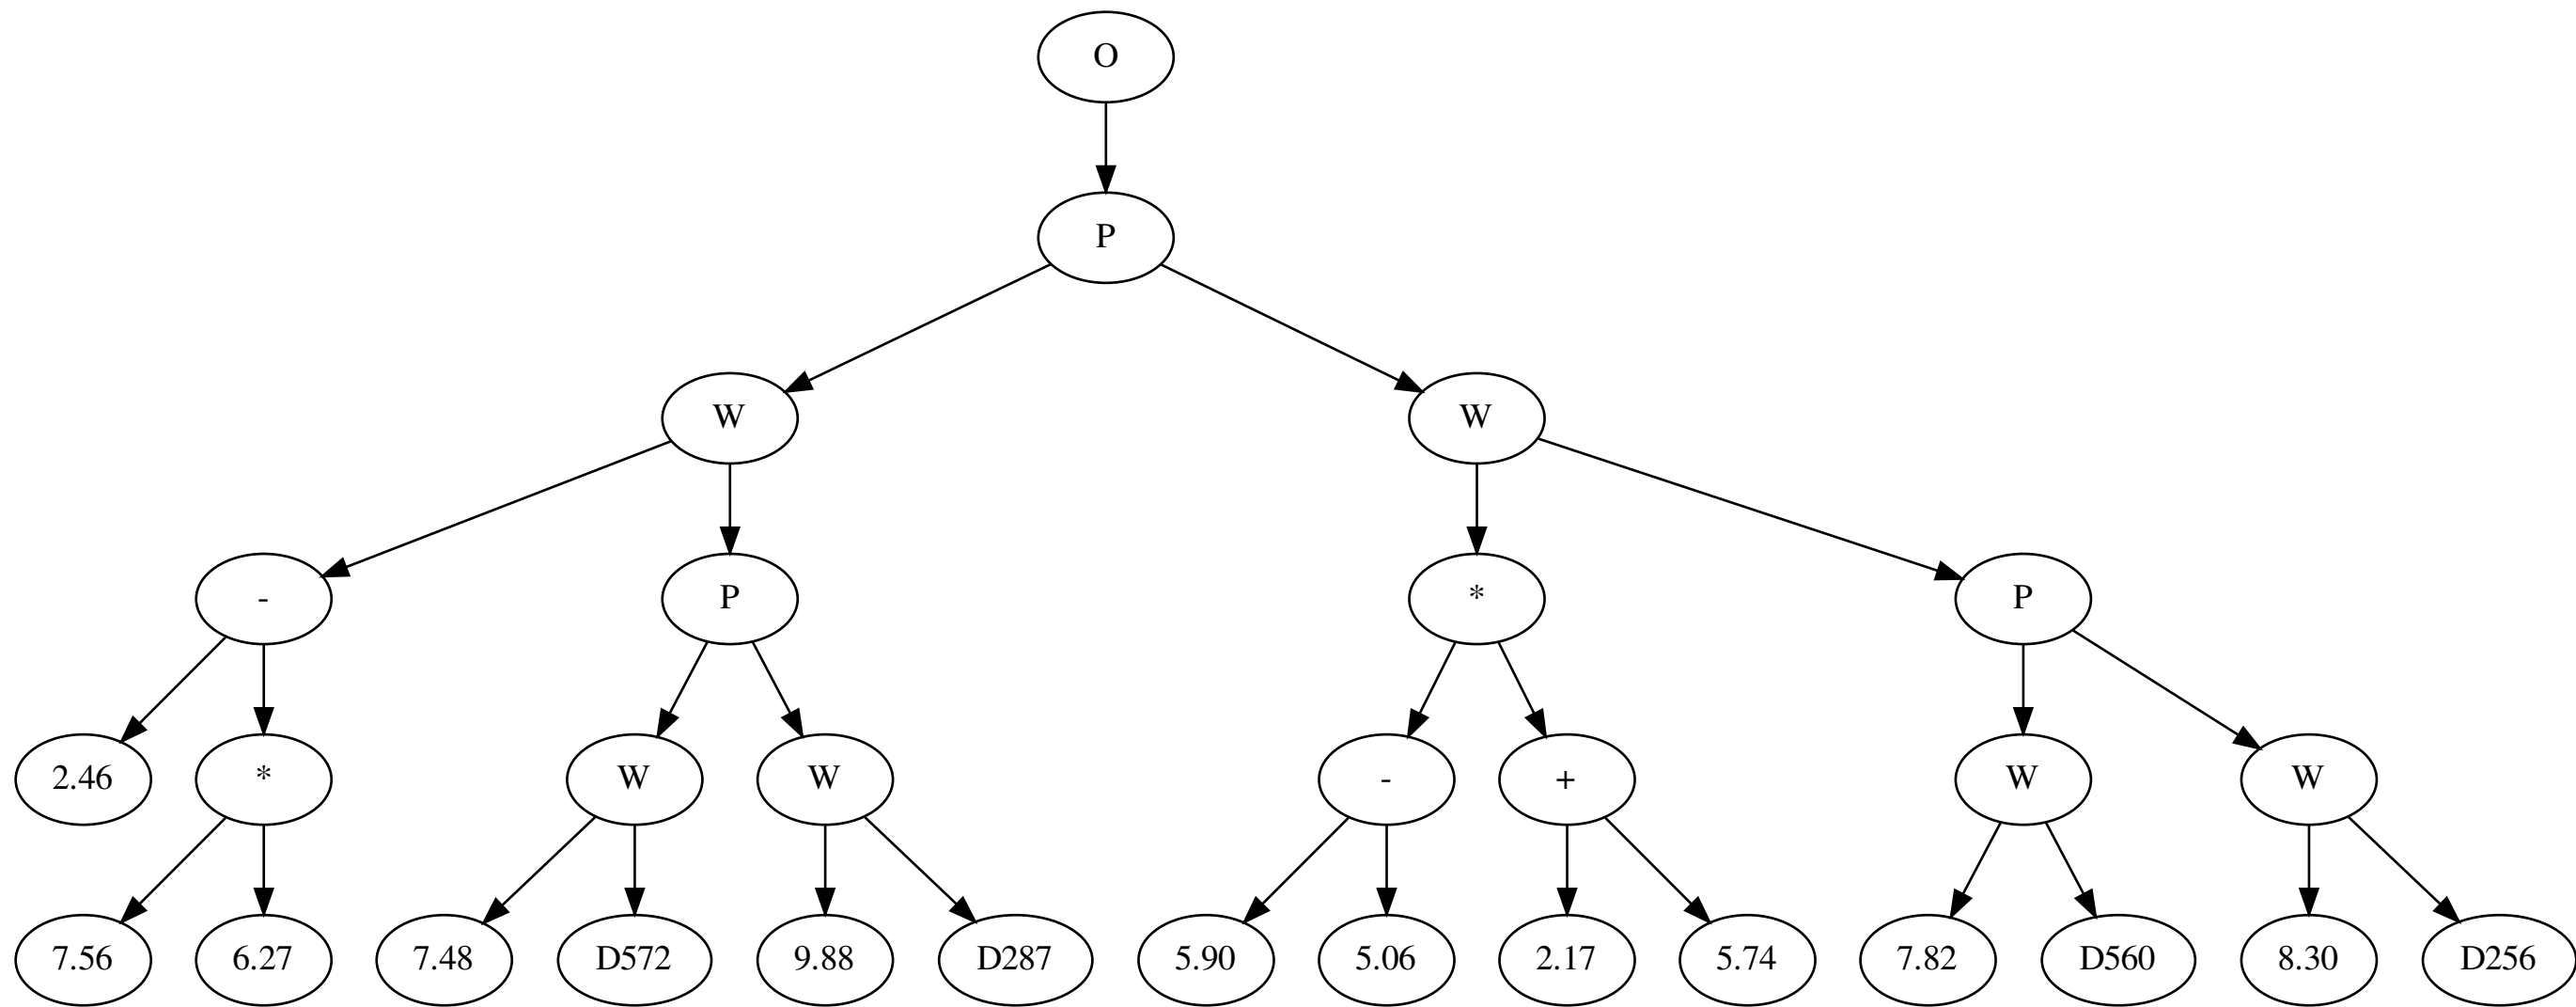 O
P
W W
- P * P
2.46 * W W - + W W
7.56 6.27 7.48 D572 9.88 D287 5.90 5.06 2.17 5.74 7.82 D560 8.30 D256